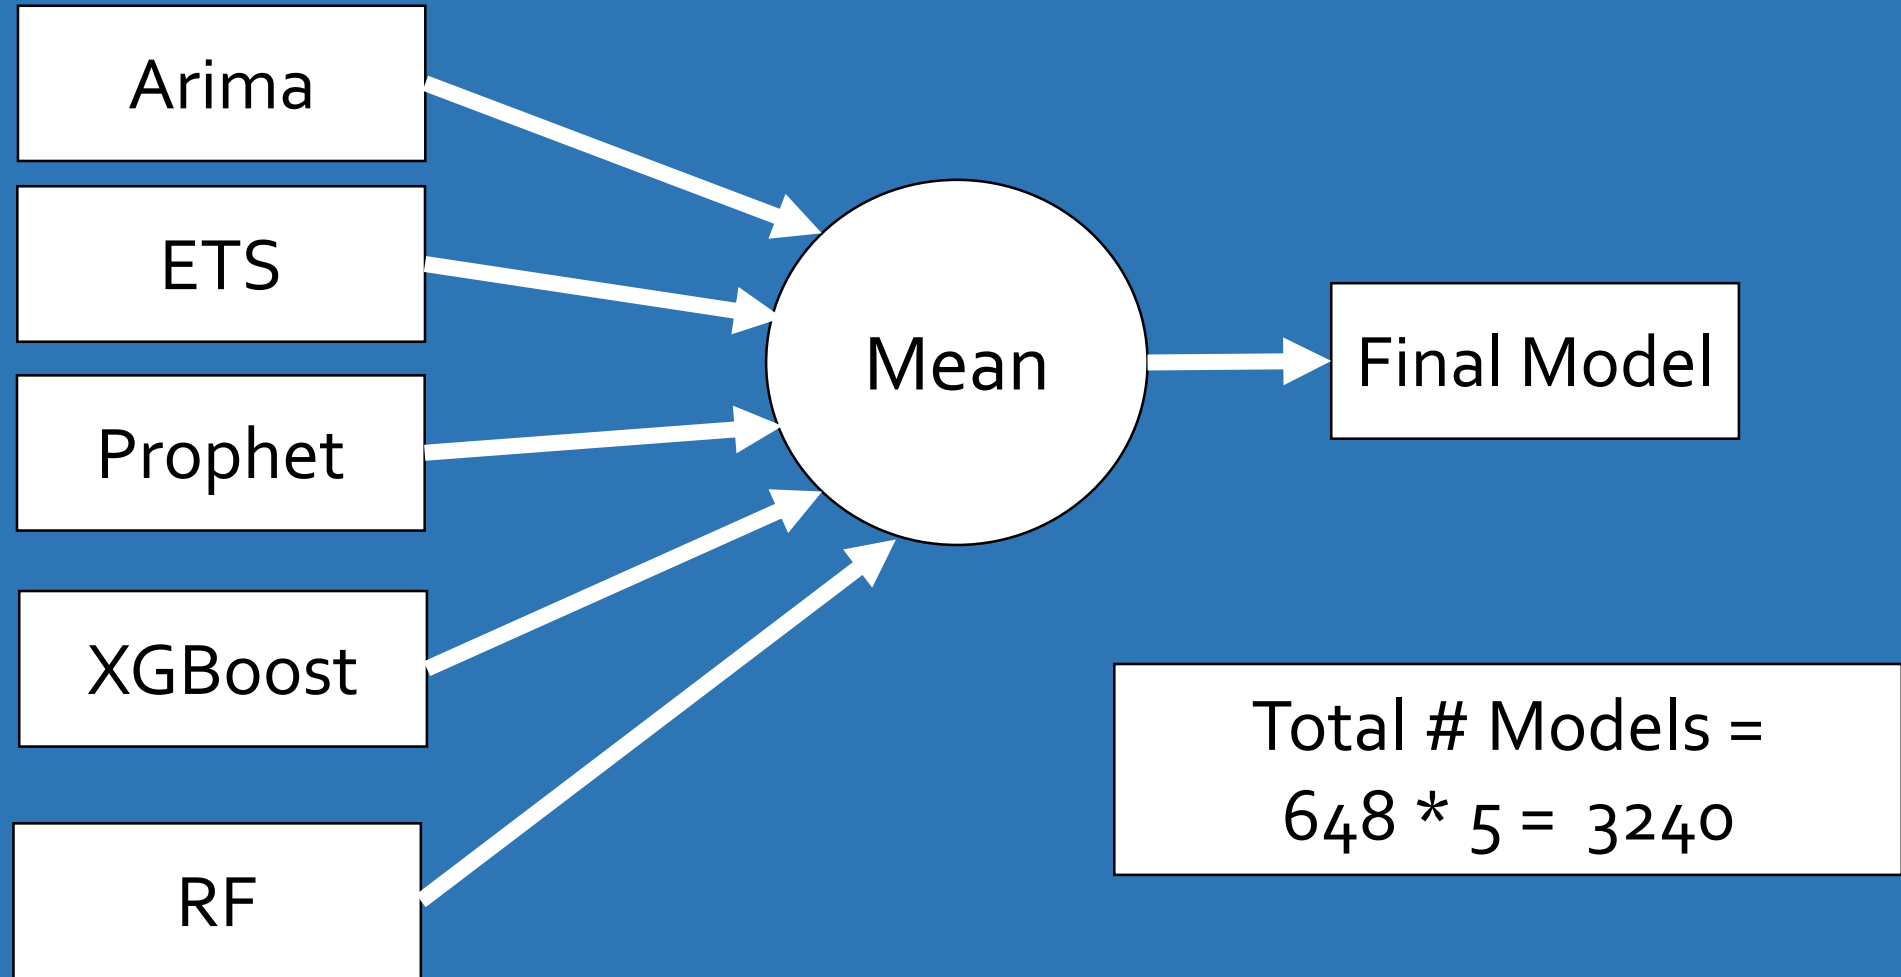 Arima
ETS
Prophet
XGBoost
RF
Mean
Final Model
Total # Models =
648 * 5 = 3240